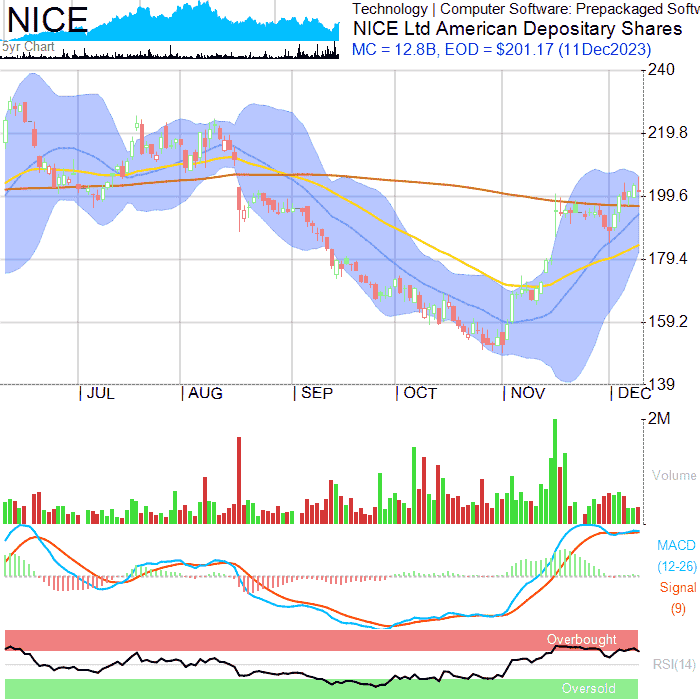 NICE
5yr Chart
Technology | Computer Software: Prepackaged Softw
NICE Ltd American Depositary Shares
MC = 12.8B, EOD = $201.17 (11Dec2023)
240
219.8
199.6
179.4
159.2
139
JUL
AUG
SEP
OCT
NOV
DEC
2M
Volume
MACD
(12-26)
Signal
(9)
Overbought
RSI(14)
Oversold